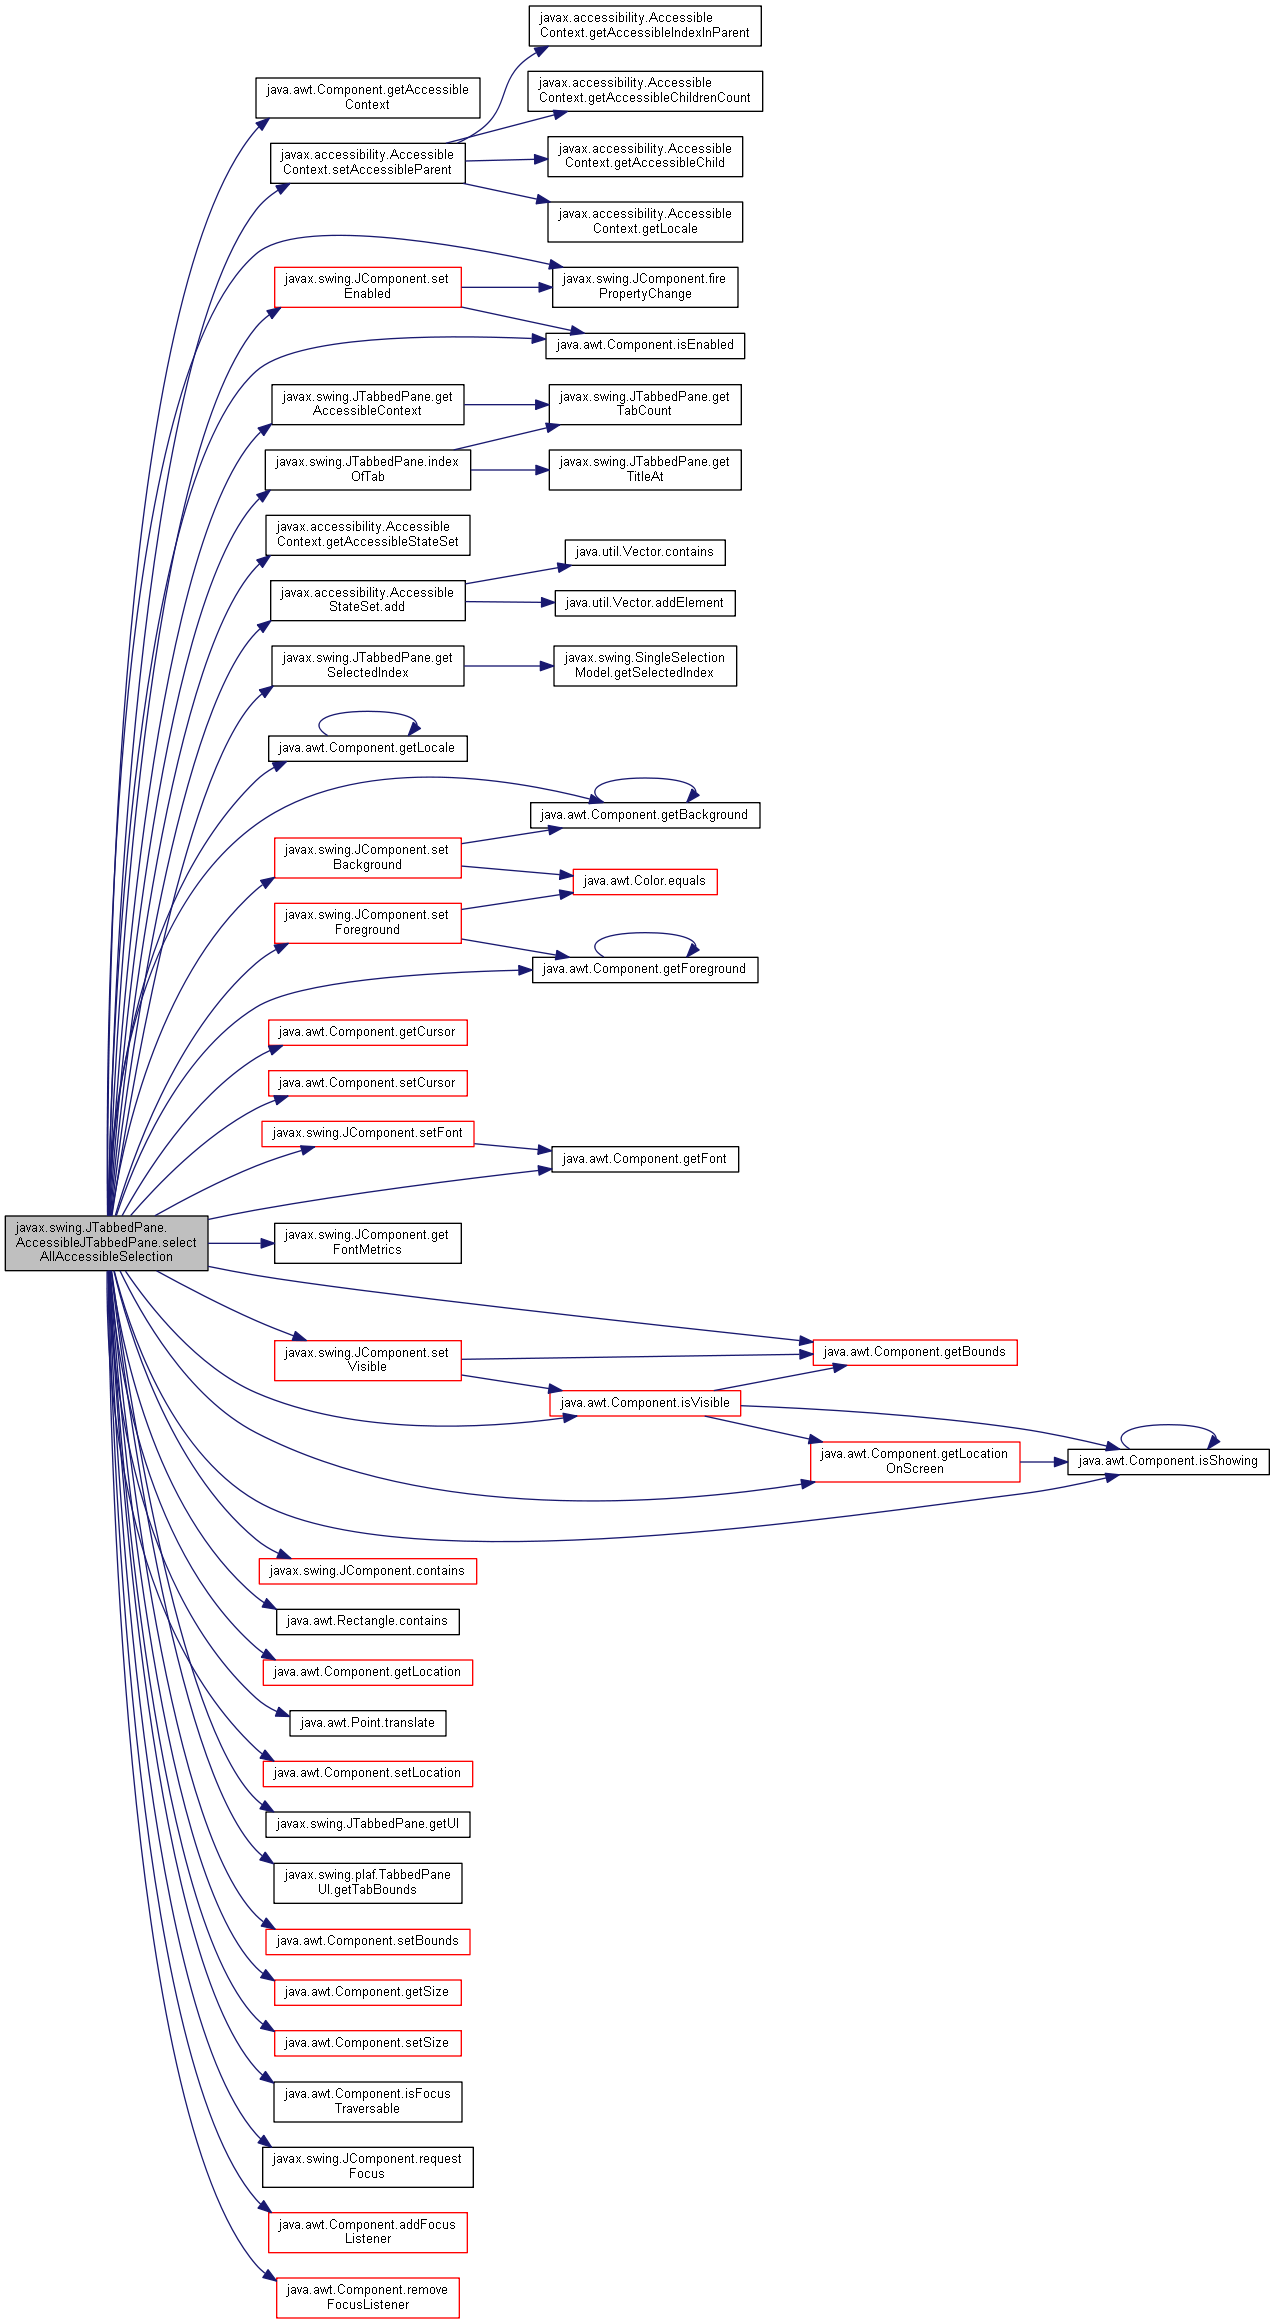 javax.accessibility.Accessible
Context.getAccessibleIndexInParent
javax.accessibility.Accessible
Context.getAccessibleChildrenCount
java.awt.Component.getAccessible
Context
javax.accessibility.Accessible
Context.getAccessibleChild
javax.accessibility.Accessible
Context.setAccessibleParent
javax.accessibility.Accessible
Context.getLocale
javax.swing.JComponent.set
Enabled
javax.swing.JComponent.fire
PropertyChange
java.awt.Component.isEnabled
javax.swing.JTabbedPane.get
AccessibleContext
javax.swing.JTabbedPane.get
TabCount
javax.swing.JTabbedPane.index
OfTab
javax.swing.JTabbedPane.get
TitleAt
javax.accessibility.Accessible
Context.getAccessibleStateSet
java.util.Vector.contains
javax.accessibility.Accessible
StateSet.add
java.util.Vector.addElement
javax.swing.JTabbedPane.get
SelectedIndex
javax.swing.SingleSelection
Model.getSelectedIndex
java.awt.Component.getLocale
java.awt.Component.getBackground
javax.swing.JComponent.set
Background
java.awt.Color.equals
javax.swing.JComponent.set
Foreground
java.awt.Component.getForeground
java.awt.Component.getCursor
java.awt.Component.setCursor
javax.swing.JComponent.setFont
java.awt.Component.getFont
javax.swing.JTabbedPane.
AccessibleJTabbedPane.select
AllAccessibleSelection
javax.swing.JComponent.get
FontMetrics
javax.swing.JComponent.set
Visible
java.awt.Component.getBounds
java.awt.Component.isVisible
java.awt.Component.getLocation
OnScreen
java.awt.Component.isShowing
javax.swing.JComponent.contains
java.awt.Rectangle.contains
java.awt.Component.getLocation
java.awt.Point.translate
java.awt.Component.setLocation
javax.swing.JTabbedPane.getUI
javax.swing.plaf.TabbedPane
UI.getTabBounds
java.awt.Component.setBounds
java.awt.Component.getSize
java.awt.Component.setSize
java.awt.Component.isFocus
Traversable
javax.swing.JComponent.request
Focus
java.awt.Component.addFocus
Listener
java.awt.Component.remove
FocusListener